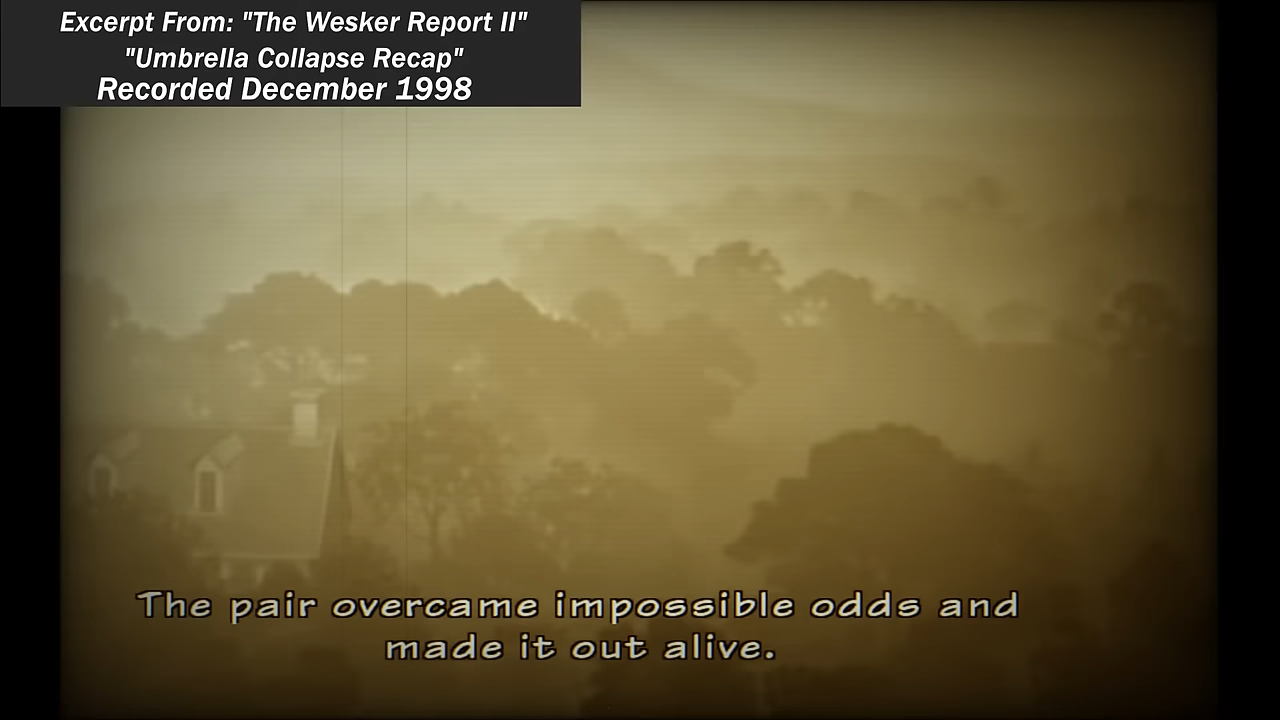 Excerpt From: "The Wesker Report II"
"Umbrella Collapse Recap"
Recorded December 1998
The pair overcame impossible odds and
made it out alive.